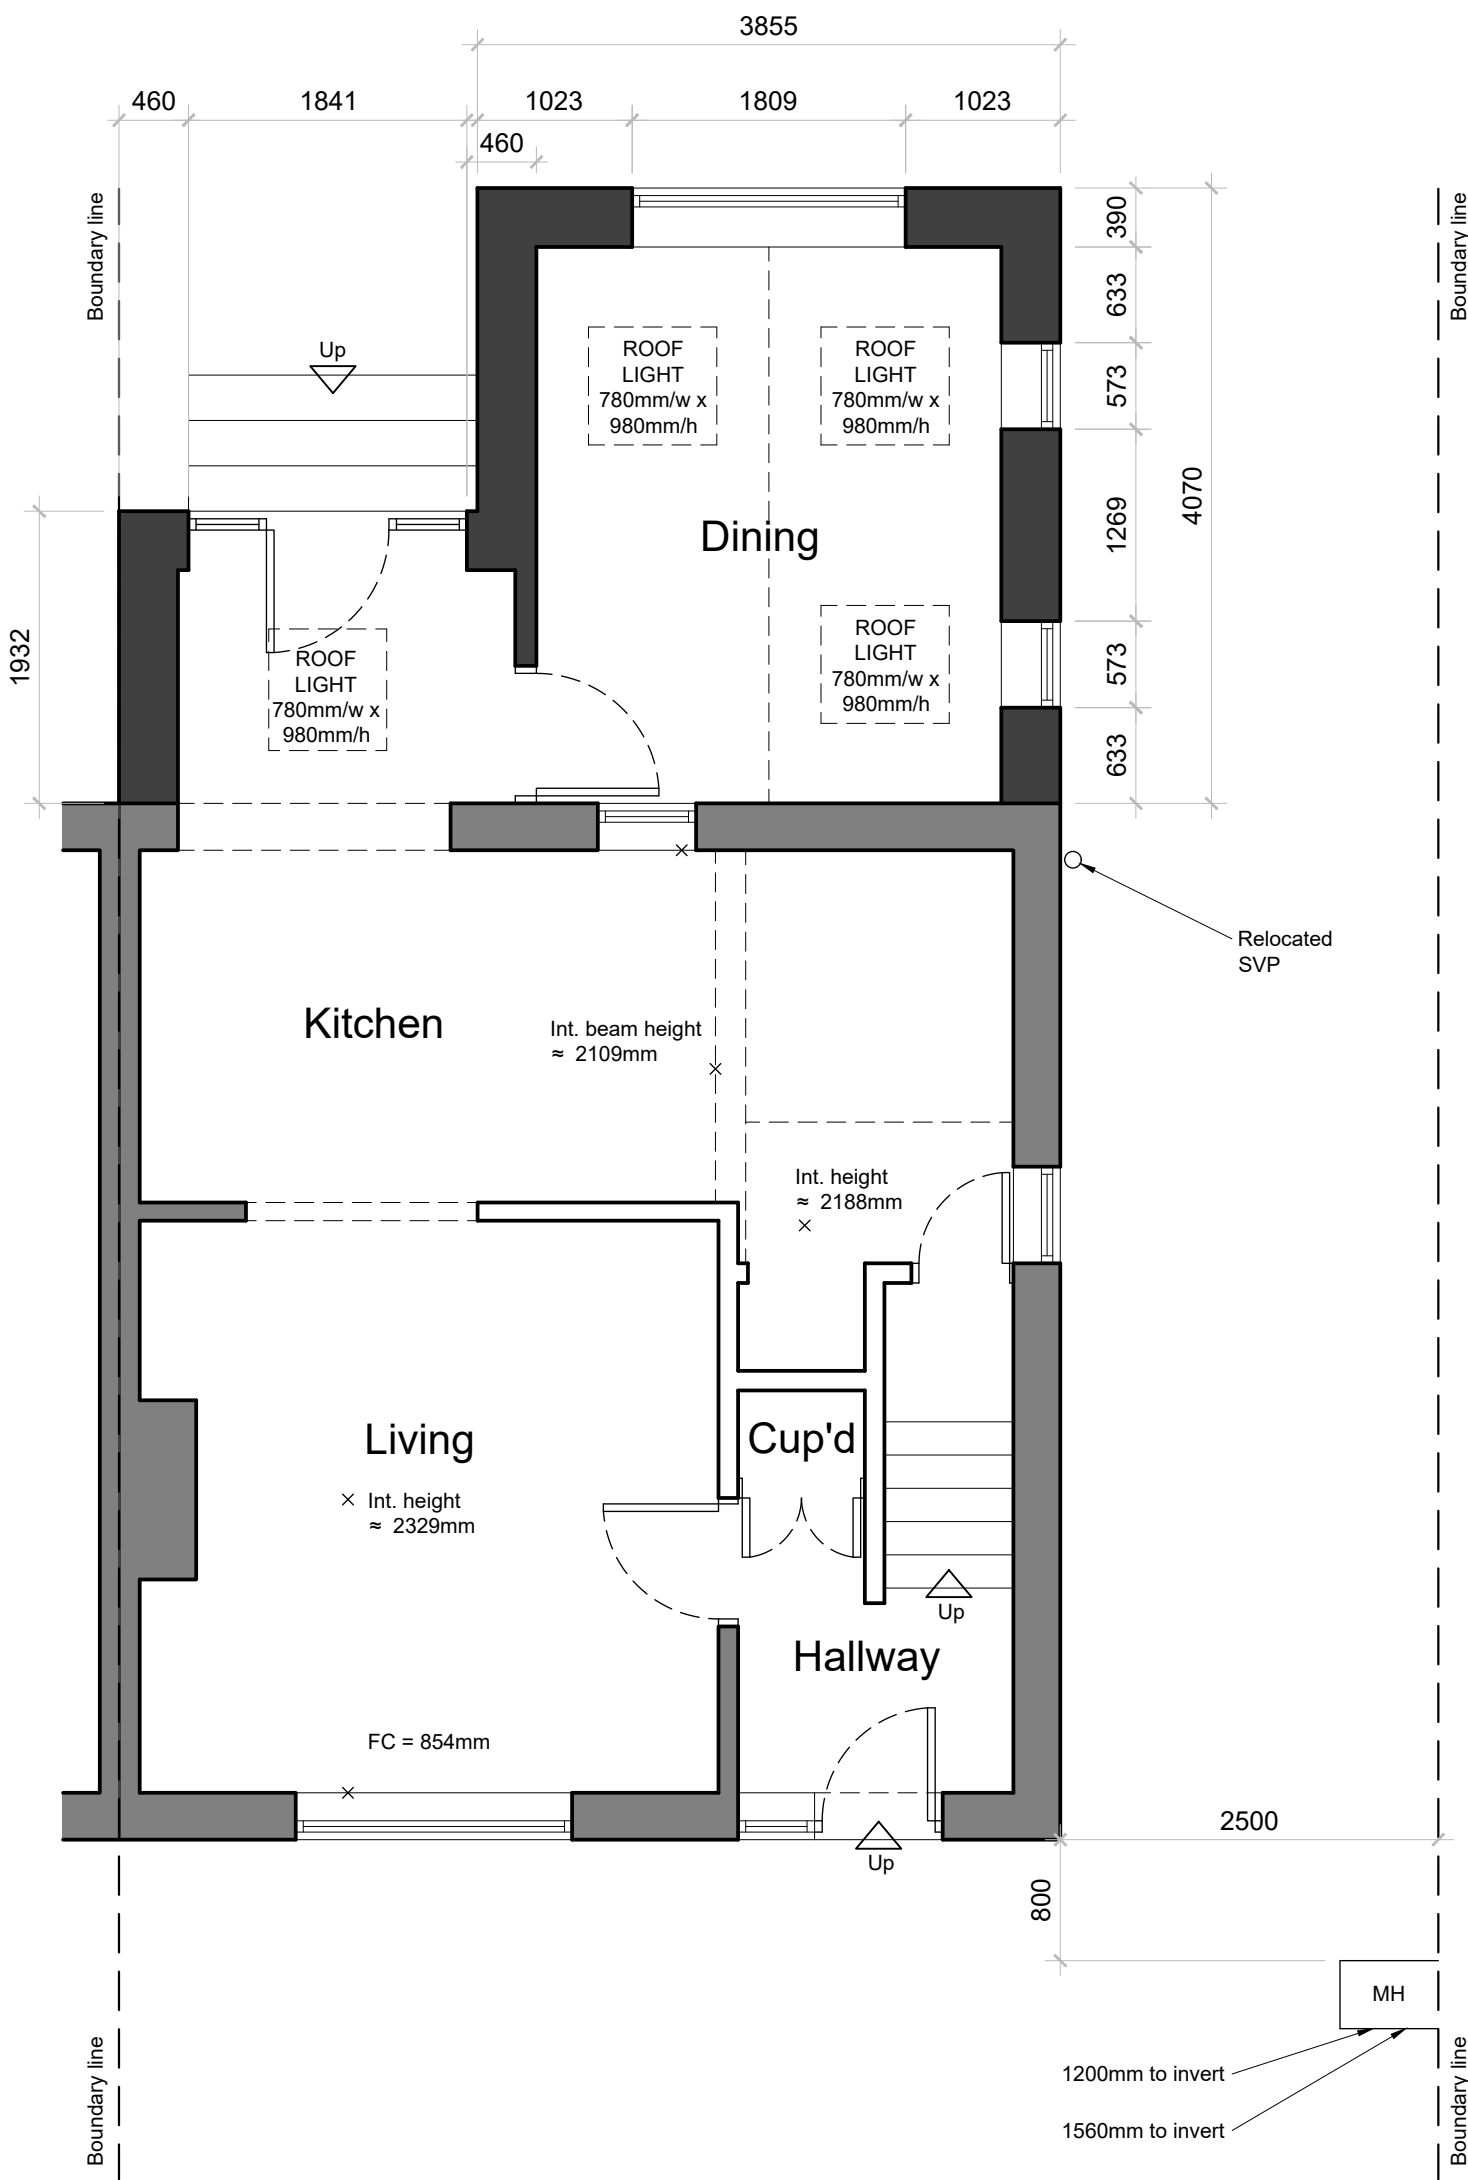 3855
460
1841
1023
1809
1023
460
Boundary line
Boundary line
390
633
573
1269
573
633
4070
Up
ROOF
LIGHT
780mm/w x
980mm/h
ROOF
LIGHT
780mm/w x
980mm/h
Dining
1932
ROOF
LIGHT
780mm/w x
980mm/h
ROOF
LIGHT
780mm/w x
980mm/h
Relocated
SVP
Kitchen
Int. beam height
≈ 2109mm
Int. height
≈ 2188mm
Living
Cup'd
Int. height
≈ 2329mm
Up
Hallway
FC = 854mm
Up
2500
800
MH
1200mm to invert
1560mm to invert
Boundary line
Boundary line